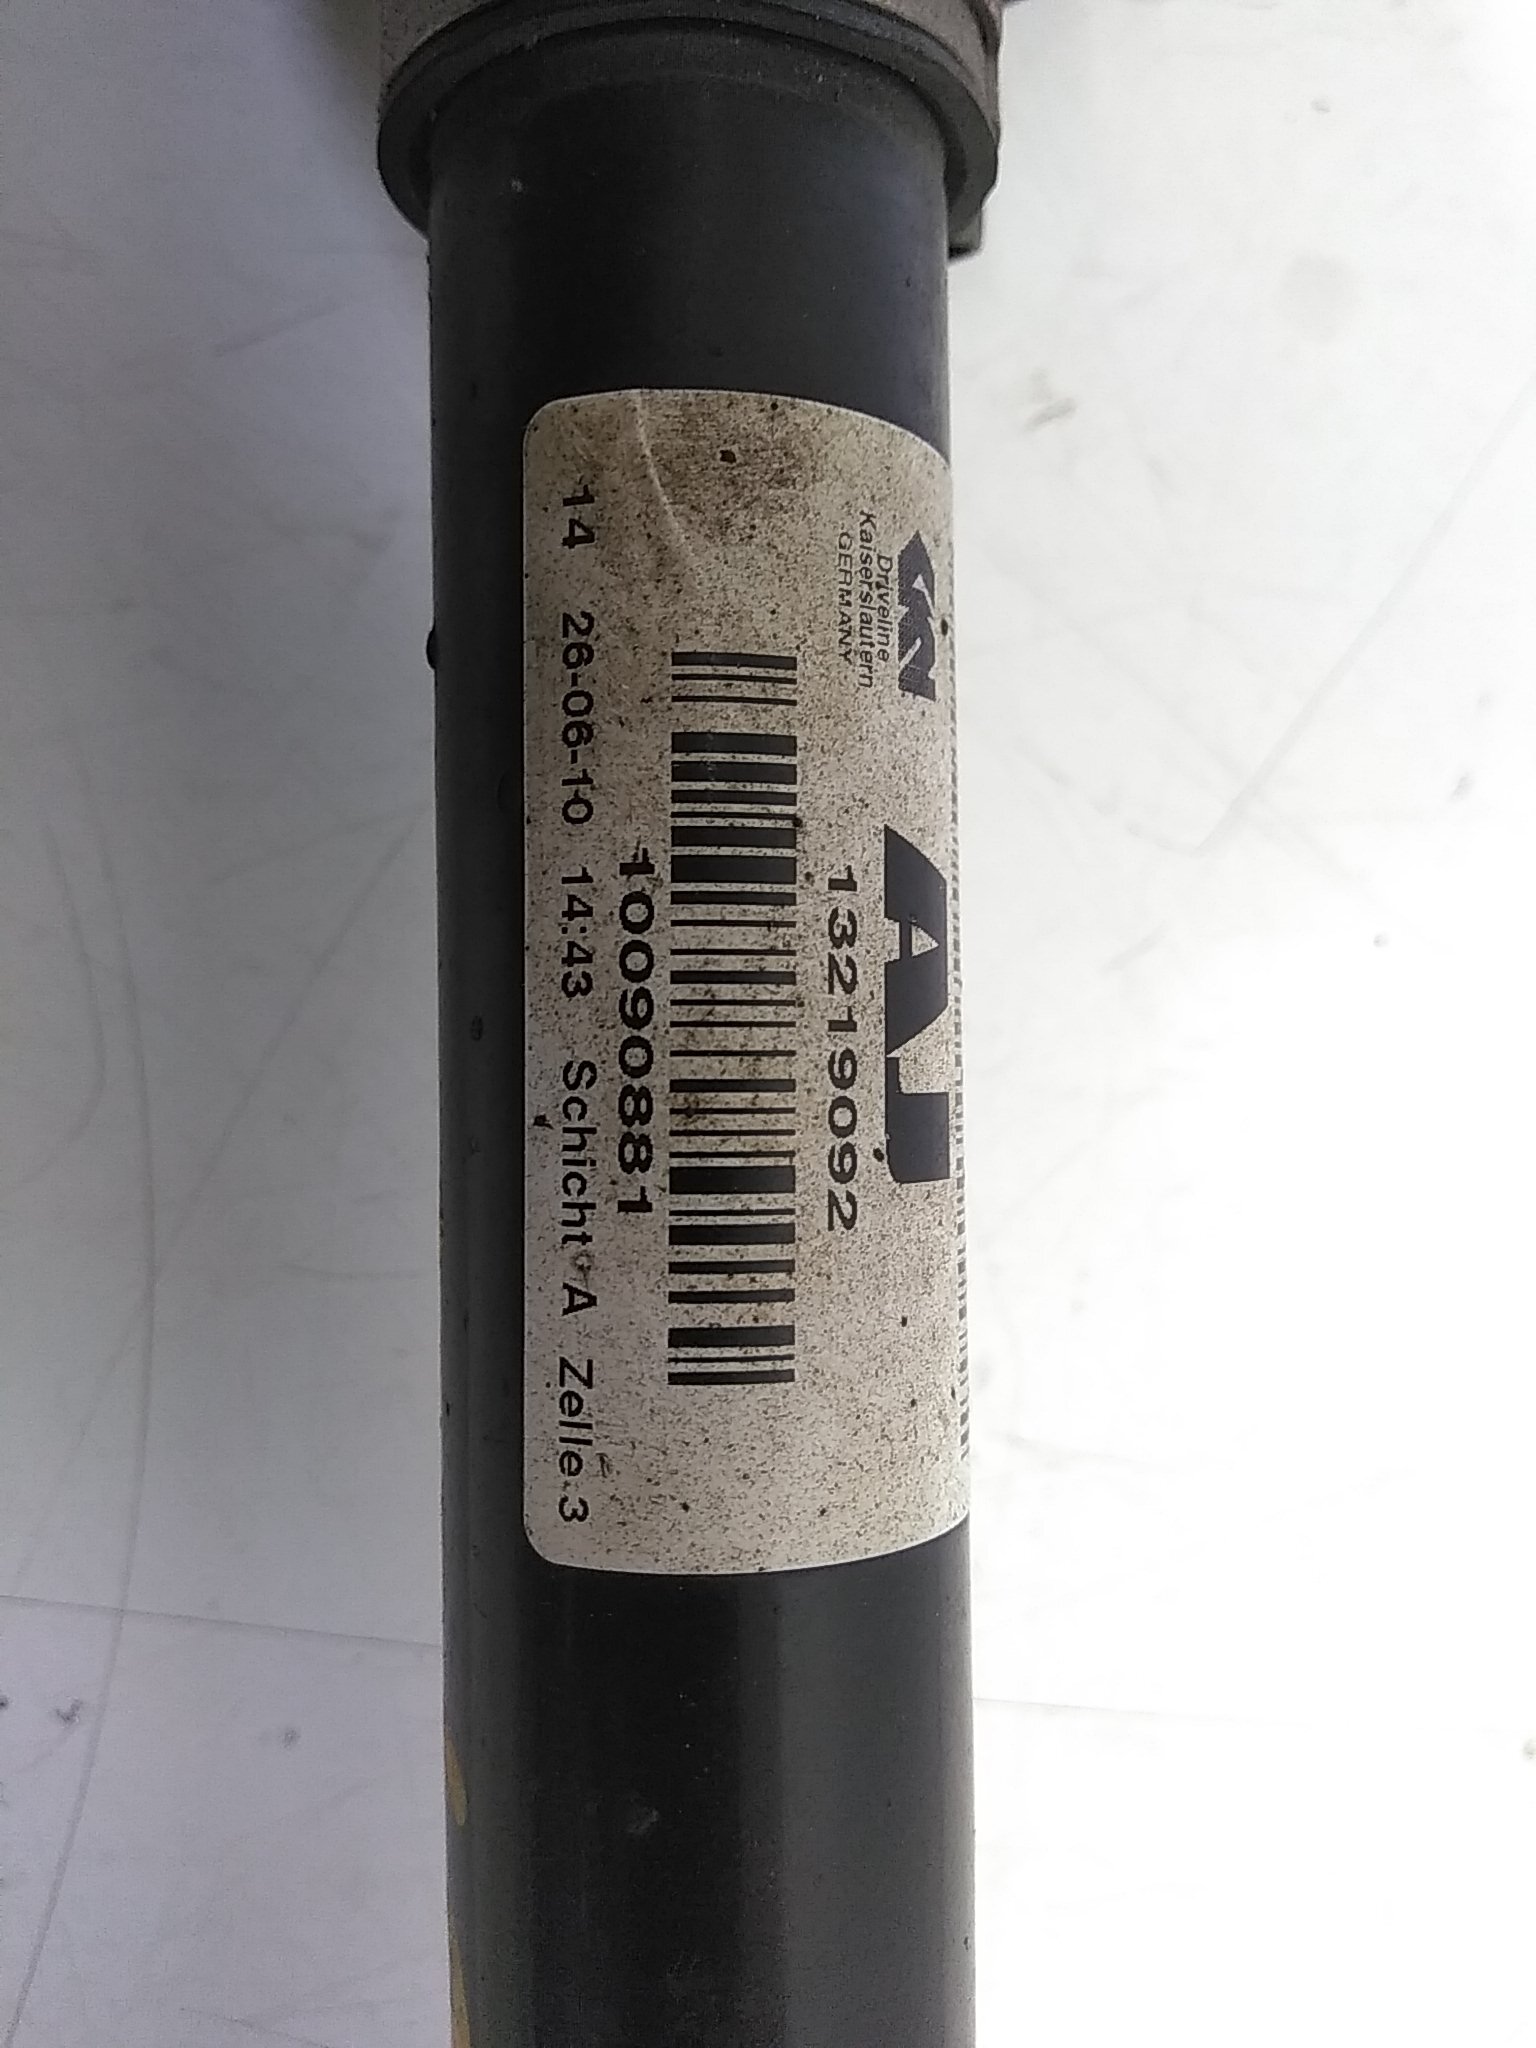 GKN
Driveline
Kaiserslautern
GERMANY
AJ
13219092
10090881
14 26-06-10 14:43 Schicht A Zelle 3